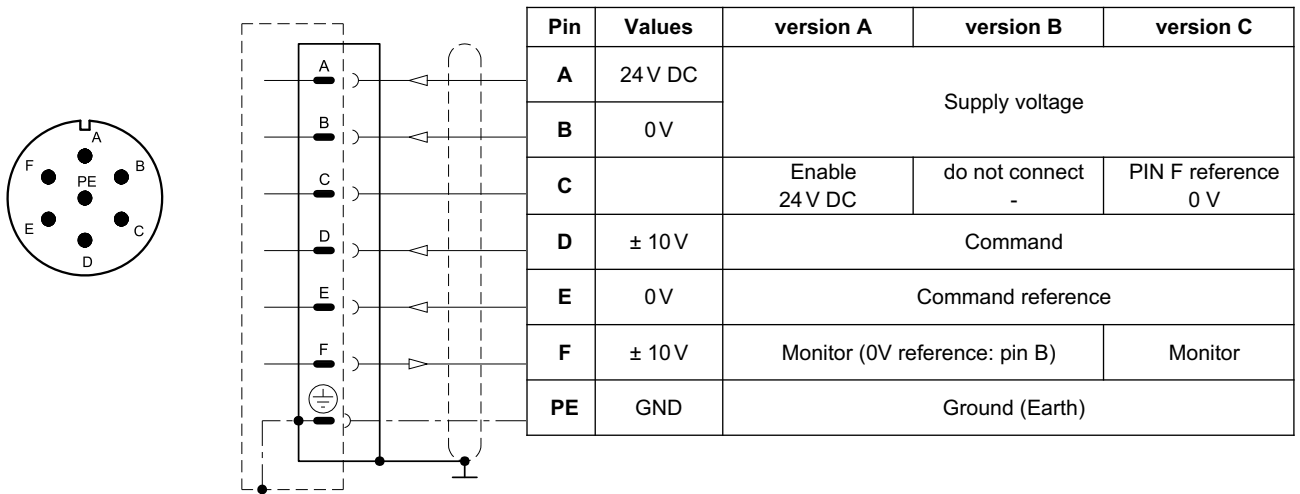 A
F
B
PE
E
C
D
A
B
C
D
E
F
Pin Values version A version B version C
A 24 V DC
Supply voltage
B 0 V
C Enable do not connect PIN F reference
24 V DC - 0 V
D ± 10 V Command
E 0 V Command reference
F ± 10 V Monitor (0V reference: pin B) Monitor
PE GND Ground (Earth)